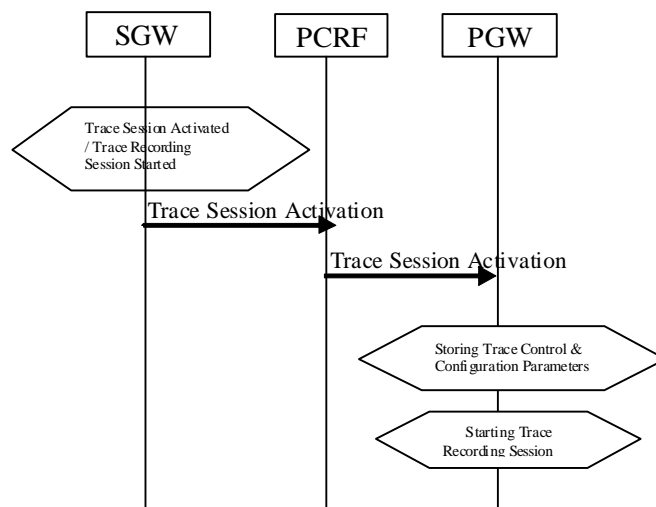 SGW
PCRF
PGW
Trace Session Activated
/ Trace Recording
Session Started
Trace Session Activation
Trace Session Activation
Storing Trace Control &
Configuration Parameters
Starting Trace
Recording Session